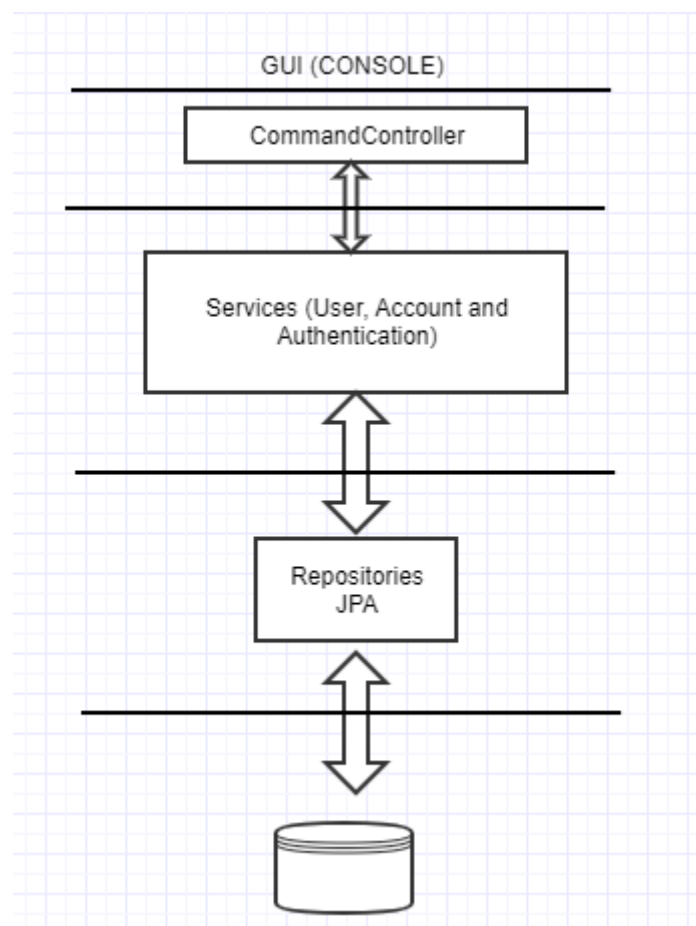 GUI (CONSOLE)
CommandController
Services (User, Account and
Authentication)
Repositories
JPA